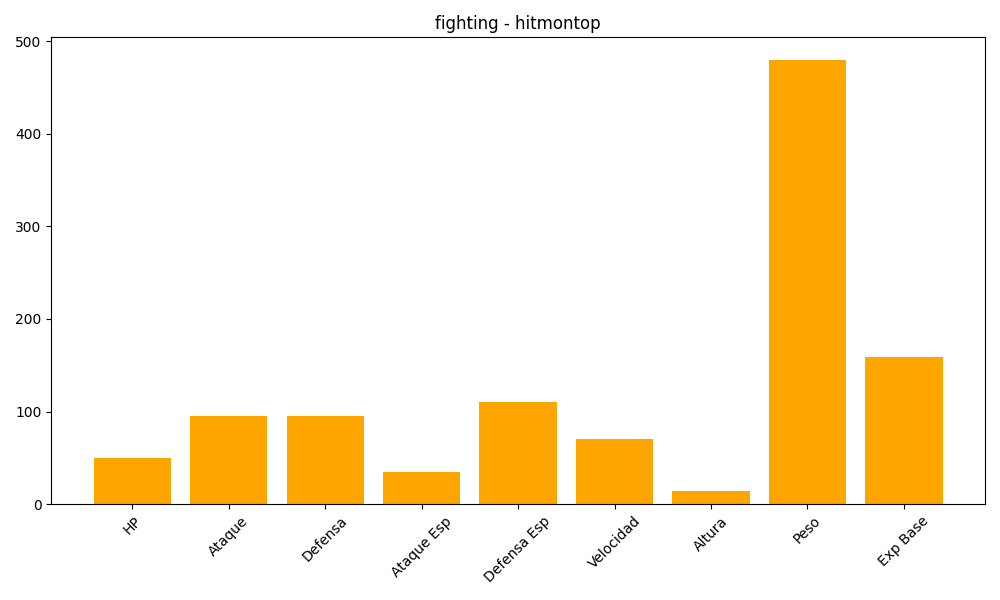 fighting - hitmontop
500
400
300
200
100
0
HP
Ataque
Defensa
Ataque Esp
Defensa Esp
Velocidad
Altura
Peso
Exp Base